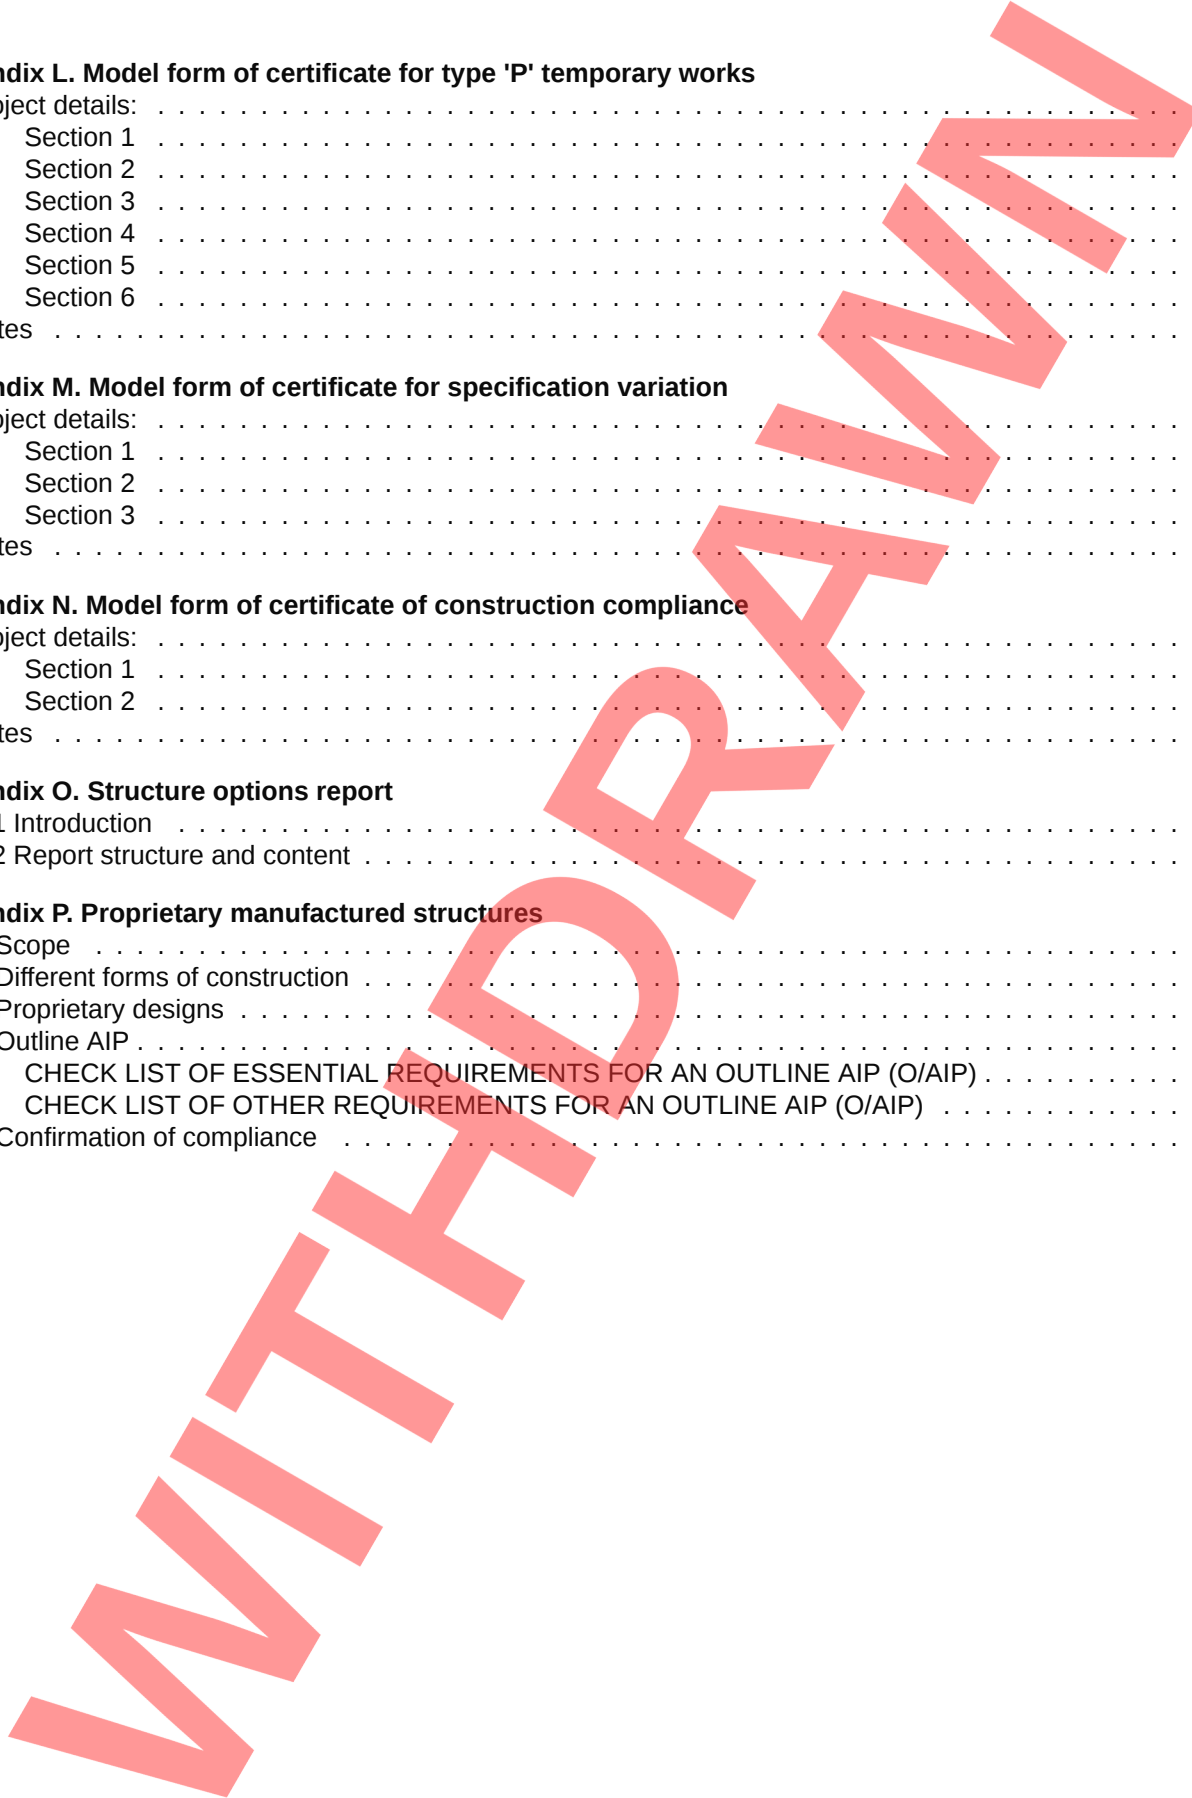 ndix L. Model form of certificate for type 'P' temporary works
ject details: . . . . . . . . . . . . . . . . . . . . . . . . . . . . . . . . . . . . . . . . . . . . . . . . . .
Section 1 . . . . . . . . . . . . . . . . . . . . . . . . . . . . . . . . . . . . . . . . . . . . . . . . . .
Section 2 . . . . . . . . . . . . . . . . . . . . . . . . . . . . . . . . . . . . . . . . . . . . . . . . . .
Section 3 . . . . . . . . . . . . . . . . . . . . . . . . . . . . . . . . . . . . . . . . . . . . . . . . . .
Section 4 . . . . . . . . . . . . . . . . . . . . . . . . . . . . . . . . . . . . . . . . . . . . . . . . . .
Section 5 . . . . . . . . . . . . . . . . . . . . . . . . . . . . . . . . . . . . . . . . . . . . . . . . . .
Section 6 . . . . . . . . . . . . . . . . . . . . . . . . . . . . . . . . . . . . . . . . . . . . . . . . . .
tes . . . . . . . . . . . . . . . . . . . . . . . . . . . . . . . . . . . . . . . . . . . . . . . . . . . . . . .
ndix M. Model form of certificate for specification variation
ject details: . . . . . . . . . . . . . . . . . . . . . . . . . . . . . . . . . . . . . . . . . . . . . . . . . .
Section 1 . . . . . . . . . . . . . . . . . . . . . . . . . . . . . . . . . . . . . . . . . . . . . . . . . .
Section 2 . . . . . . . . . . . . . . . . . . . . . . . . . . . . . . . . . . . . . . . . . . . . . . . . . .
Section 3 . . . . . . . . . . . . . . . . . . . . . . . . . . . . . . . . . . . . . . . . . . . . . . . . . .
tes . . . . . . . . . . . . . . . . . . . . . . . . . . . . . . . . . . . . . . . . . . . . . . . . . . . . . . .
ndix N. Model form of certificate of construction compliance
ject details: . . . . . . . . . . . . . . . . . . . . . . . . . . . . . . . . . . . . . . . . . . . . . . . . . .
Section 1 . . . . . . . . . . . . . . . . . . . . . . . . . . . . . . . . . . . . . . . . . . . . . . . . . .
Section 2 . . . . . . . . . . . . . . . . . . . . . . . . . . . . . . . . . . . . . . . . . . . . . . . . . .
tes . . . . . . . . . . . . . . . . . . . . . . . . . . . . . . . . . . . . . . . . . . . . . . . . . . . . . . .
ndix O. Structure options report
1 Introduction . . . . . . . . . . . . . . . . . . . . . . . . . . . . . . . . . . . . . . . . . . . . . . . . .
2 Report structure and content . . . . . . . . . . . . . . . . . . . . . . . . . . . . . . . . . . . . . . . .
ndix P. Proprietary manufactured structures
Scope . . . . . . . . . . . . . . . . . . . . . . . . . . . . . . . . . . . . . . . . . . . . . . . . . . . . .
Different forms of construction . . . . . . . . . . . . . . . . . . . . . . . . . . . . . . . . . . . . . . . .
Proprietary designs . . . . . . . . . . . . . . . . . . . . . . . . . . . . . . . . . . . . . . . . . . . . . .
Outline AIP . . . . . . . . . . . . . . . . . . . . . . . . . . . . . . . . . . . . . . . . . . . . . . . . . . .
CHECK LIST OF ESSENTIAL REQUIREMENTS FOR AN OUTLINE AIP (O/AIP) . . . . . . . . . .
CHECK LIST OF OTHER REQUIREMENTS FOR AN OUTLINE AIP (O/AIP) . . . . . . . . . . . .
Confirmation of compliance . . . . . . . . . . . . . . . . . . . . . . . . . . . . . . . . . . . . . . . . .
WITHDRAWN